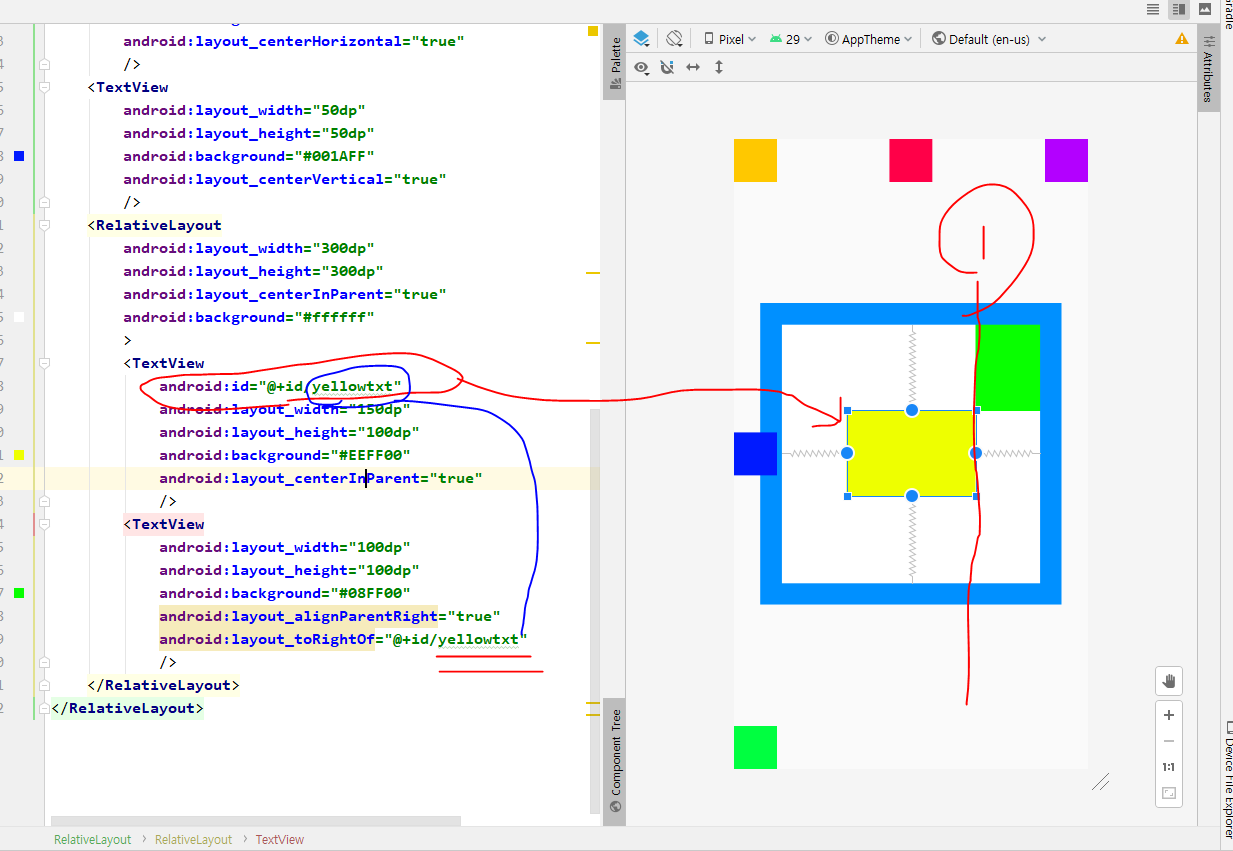 android:layout_centerHorizontal="true"
/>
<TextView
android:layout_width="50dp"
android:layout_height="50dp"
android:background="#001AFF"
android:layout_centerVertical="true"
/>
<RelativeLayout
android:layout_width="300dp"
android:layout_height="300dp"
android:layout_centerInParent="true"
android:background="#ffffff"
>
<TextView
android:id="@+id/yellowtxt"
android:layout_width="150dp"
android:layout_height="100dp"
android:background="#EEFF00"
android:layout_centerInParent="true"
/>
<TextView
android:layout_width="100dp"
android:layout_height="100dp"
android:background="#08FF00"
android:layout_alignParentRight="true"
android:layout_toRightOf="@+id/yellowtxt"
/>
</RelativeLayout>
</RelativeLayout>
RelativeLayout > RelativeLayout > TextView
Palette
Component Tree
Pixel 29 AppTheme Default (en-us)
1
1:1
Gradle
Attributes
Device File Explorer